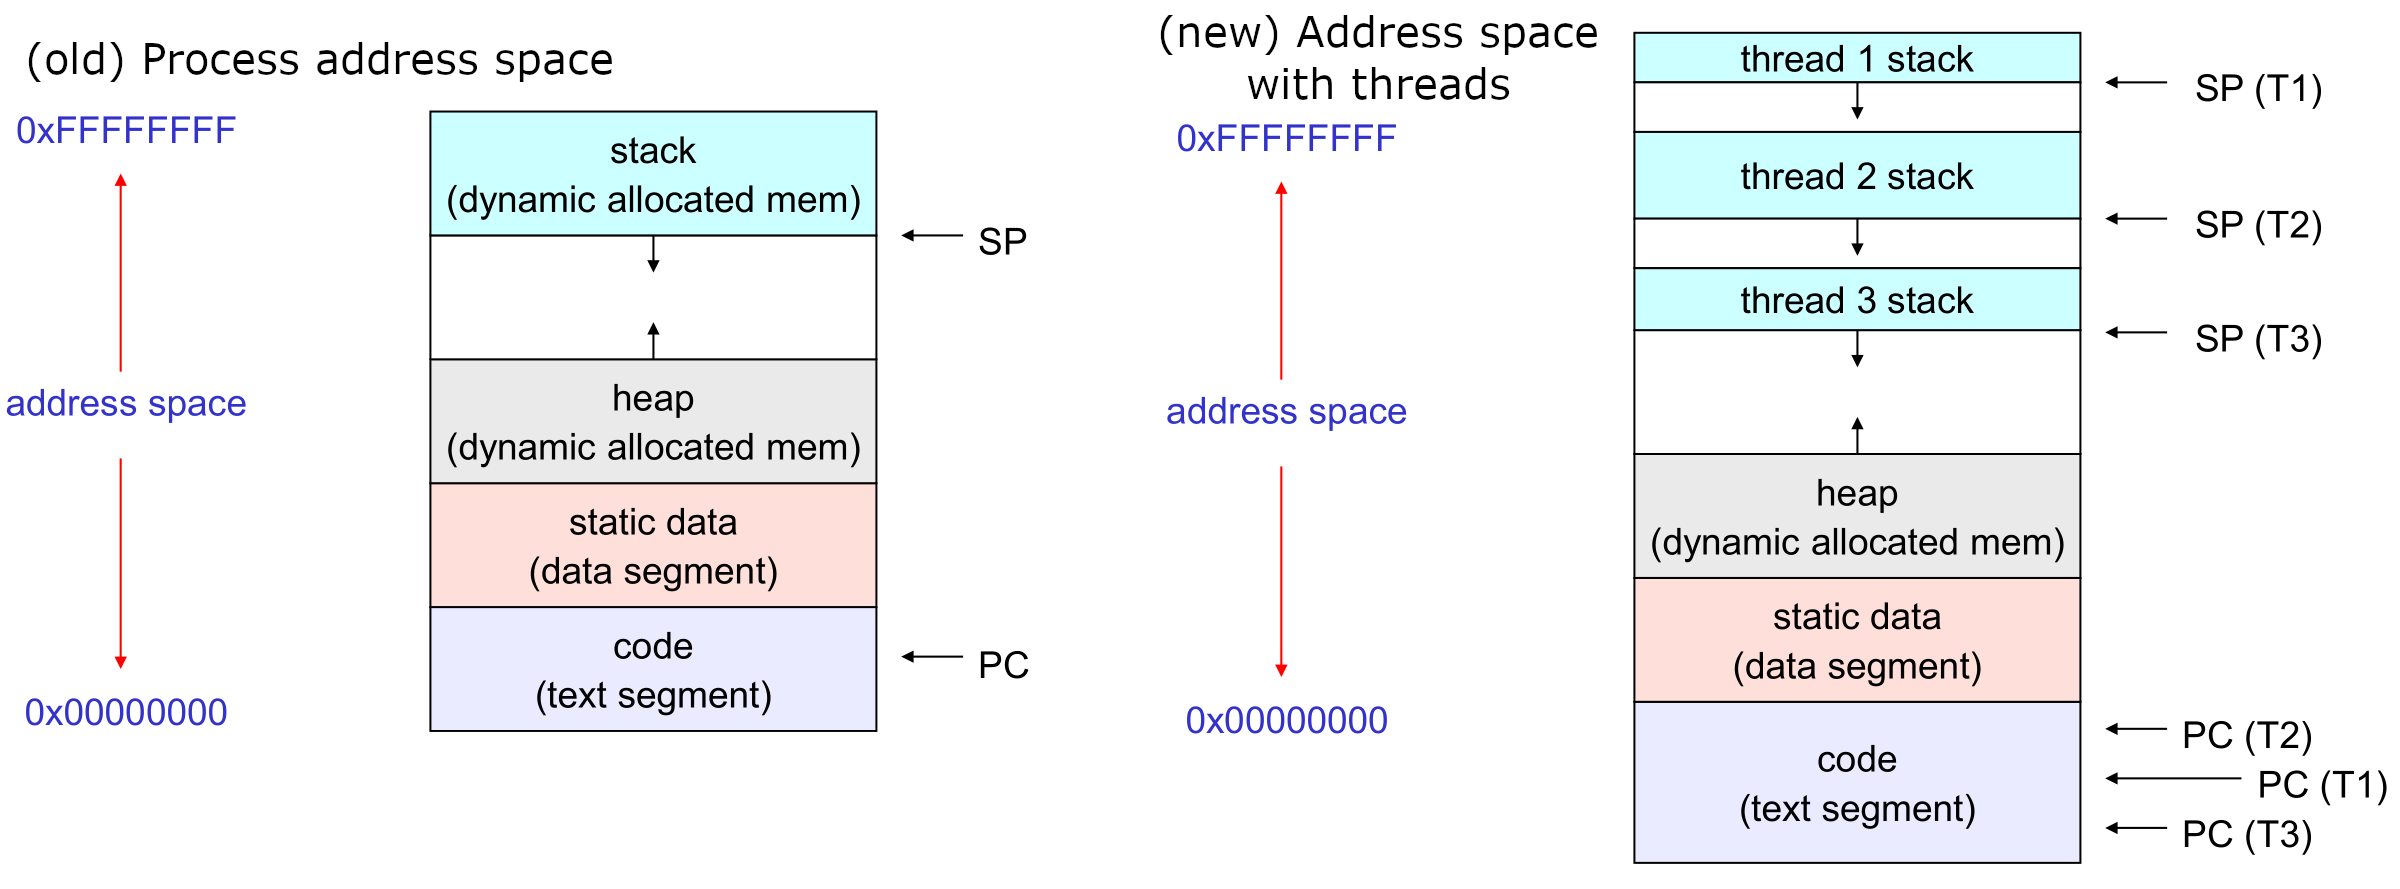 (old) Process address space
0xFFFFFFFF
address space
0x00000000
stack
(dynamic allocated mem)
SP
heap
(dynamic allocated mem)
static data
(data segment)
code
(text segment)
PC
(new) Address space
with threads
0xFFFFFFFF
address space
0x00000000
thread 1 stack
SP (T1)
thread 2 stack
SP (T2)
thread 3 stack
SP (T3)
heap
(dynamic allocated mem)
static data
(data segment)
code
(text segment)
PC (T2)
PC (T1)
PC (T3)